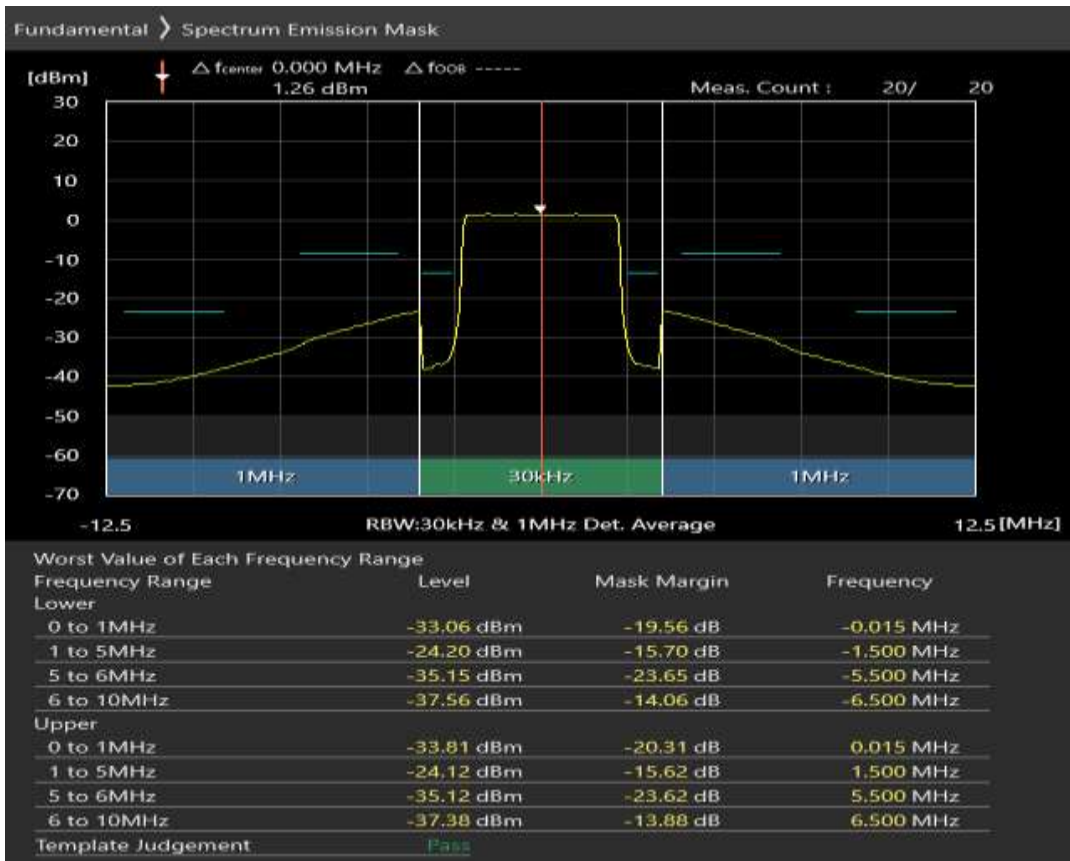 Fundamental 〉 Spectrum Emission Mask
[dBm] △ fcenter 0.000 MHz △ fOOB -----
1.26 dBm Meas. Count : 20/ 20
30
20
10
0
-10
-20
-30
-40
-50
-60
-70
1MHz 30kHz 1MHz
-12.5 RBW:30kHz & 1MHz Det. Average 12.5 [MHz]
Worst Value of Each Frequency Range
Frequency Range Level Mask Margin Frequency
Lower
0 to 1MHz -33.06 dBm -19.56 dB -0.015 MHz
1 to 5MHz -24.20 dBm -15.70 dB -1.500 MHz
5 to 6MHz -35.15 dBm -23.65 dB -5.500 MHz
6 to 10MHz -37.56 dBm -14.06 dB -6.500 MHz
Upper
0 to 1MHz -33.81 dBm -20.31 dB 0.015 MHz
1 to 5MHz -24.12 dBm -15.62 dB 1.500 MHz
5 to 6MHz -35.12 dBm -23.62 dB 5.500 MHz
6 to 10MHz -37.38 dBm -13.88 dB 6.500 MHz
Template Judgement Pass